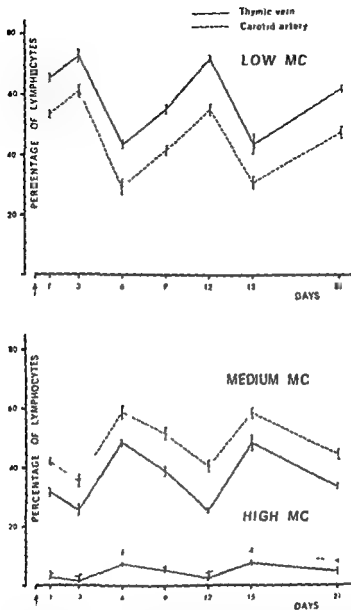 Thymic vein
Carotid artery
LOW MC
PERCENTAGE OF LYMPHOCYTES
80
60
40
20
1 3 6 9 12 15 21
DAYS
MEDIUM MC
HIGH MC
PERCENTAGE OF LYMPHOCYTES
80
60
40
20
1 3 6 9 12 15 21
DAYS